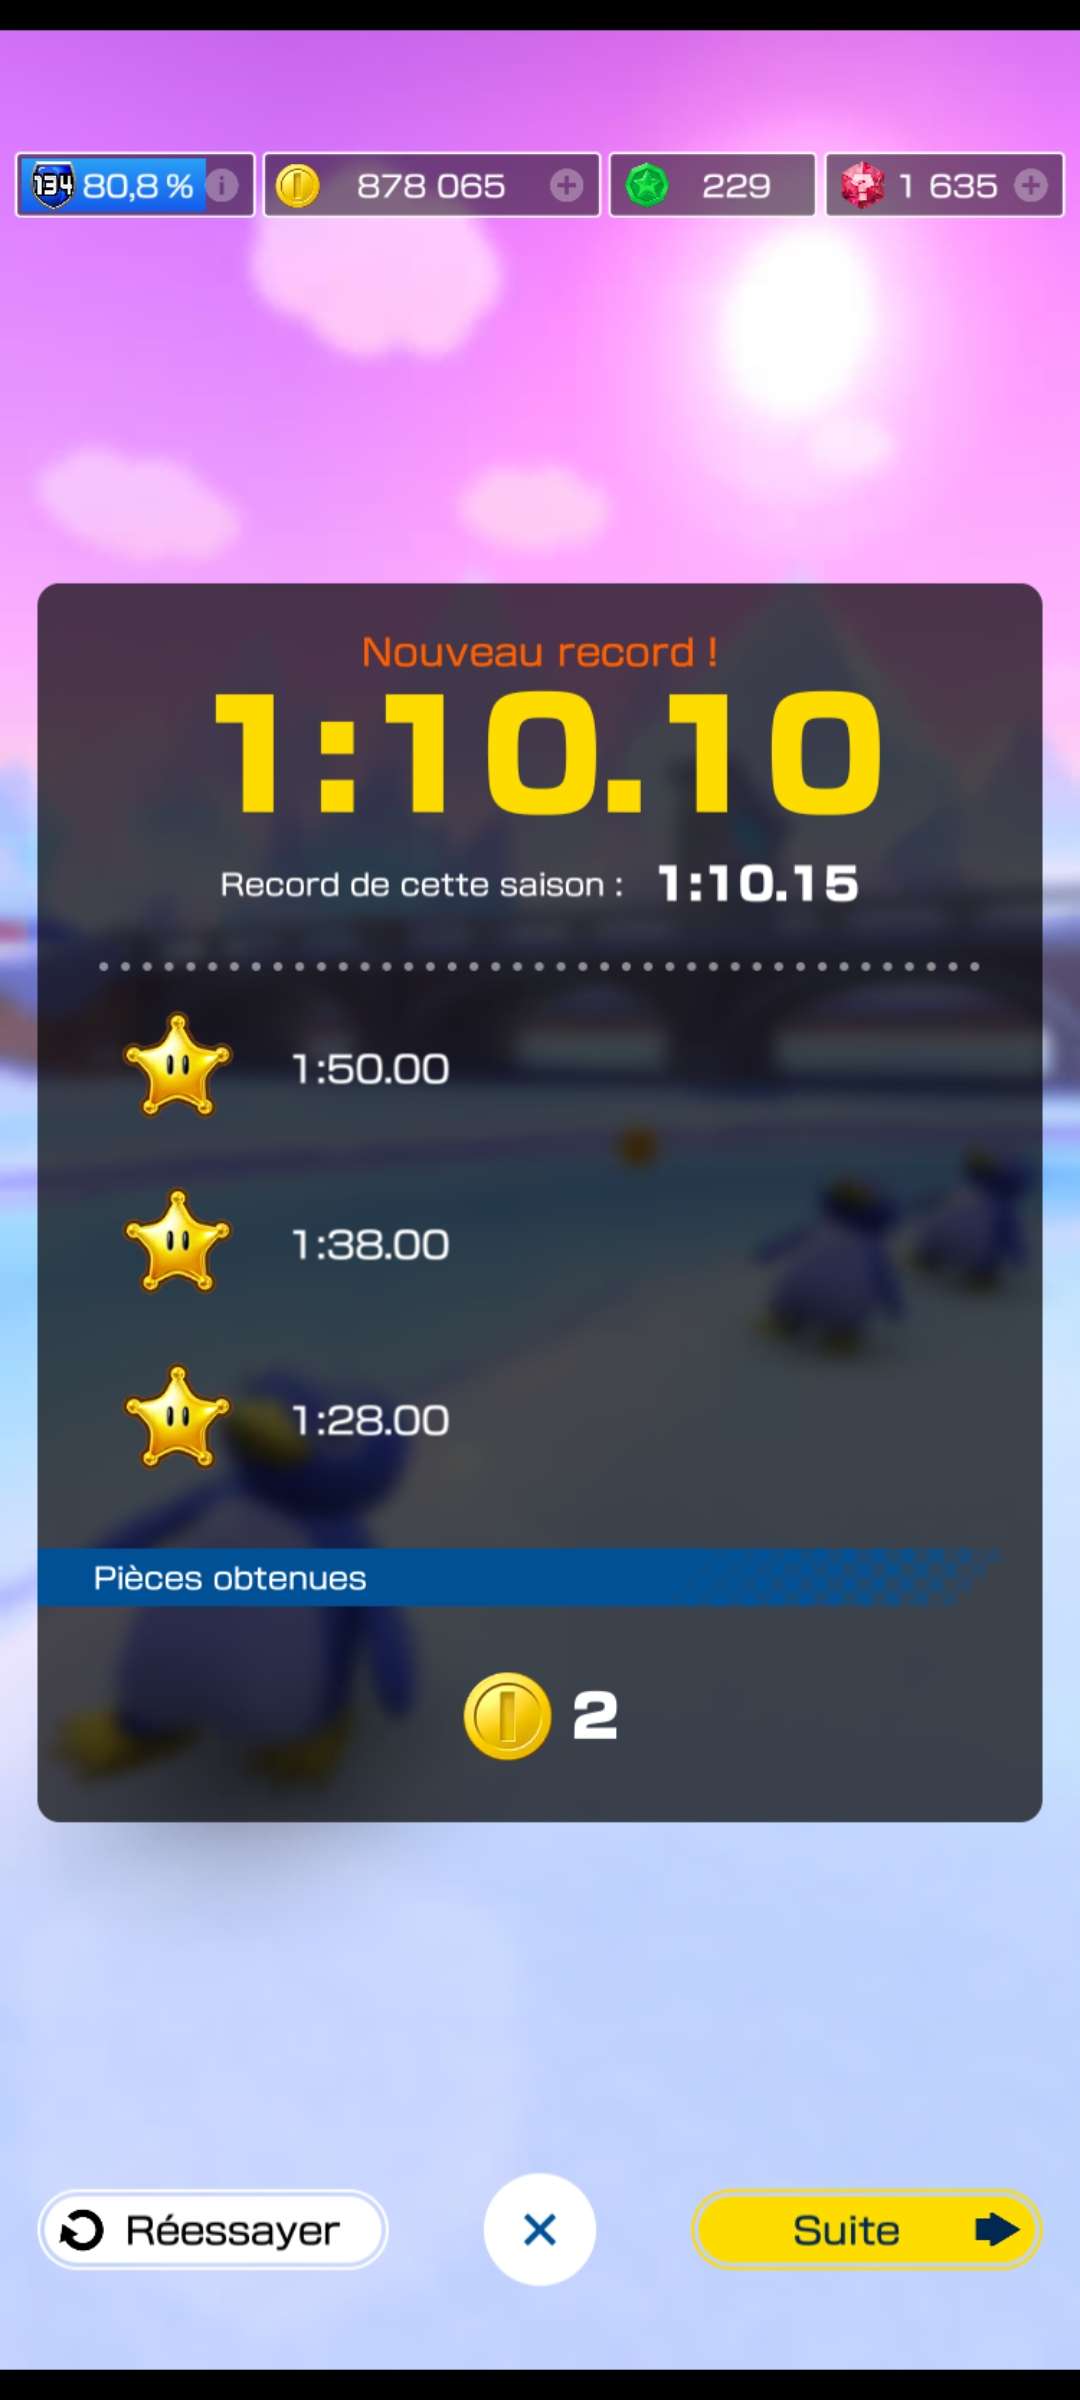 134 80,8 % i 878 065 + 229 ? 1 635 +
Nouveau record !
1:10.10
Record de cette saison : 1:10.15
1:50.00
1:38.00
1:28.00
Pièces obtenues
2
Réessayer × Suite